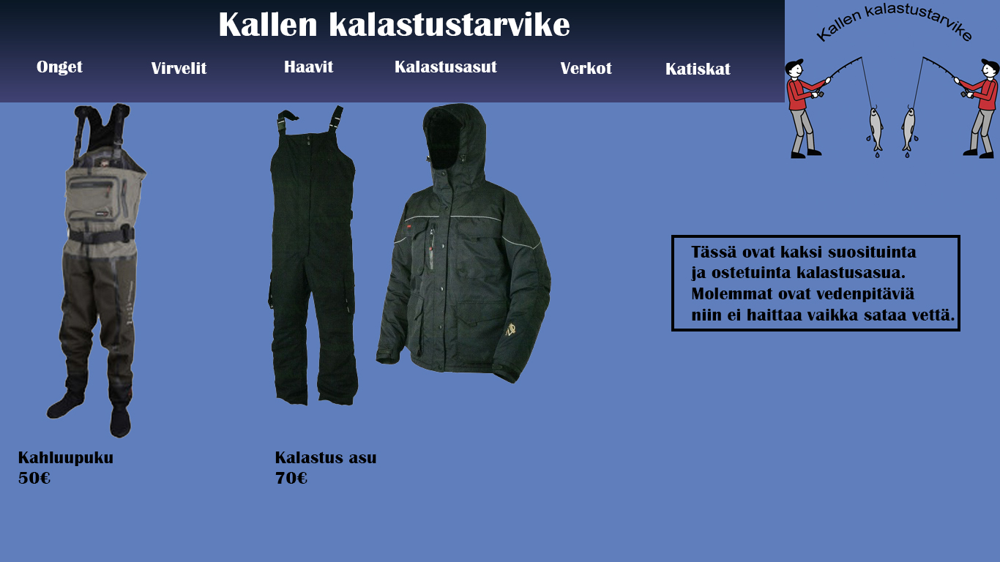 Kallen kalastustarvike
Kallen kalastustarvike
Onget
Virvelit
Haavit
Kalastusasut
Verkot
Katiskat
Tässä ovat kaksi suosituinta
ja ostetuinta kalastusasua.
Molemmat ovat vedenpitäviä
niin ei haittaa vaikka sataa vettä.
Kahluupuku
50€
Kalastus asu
70€